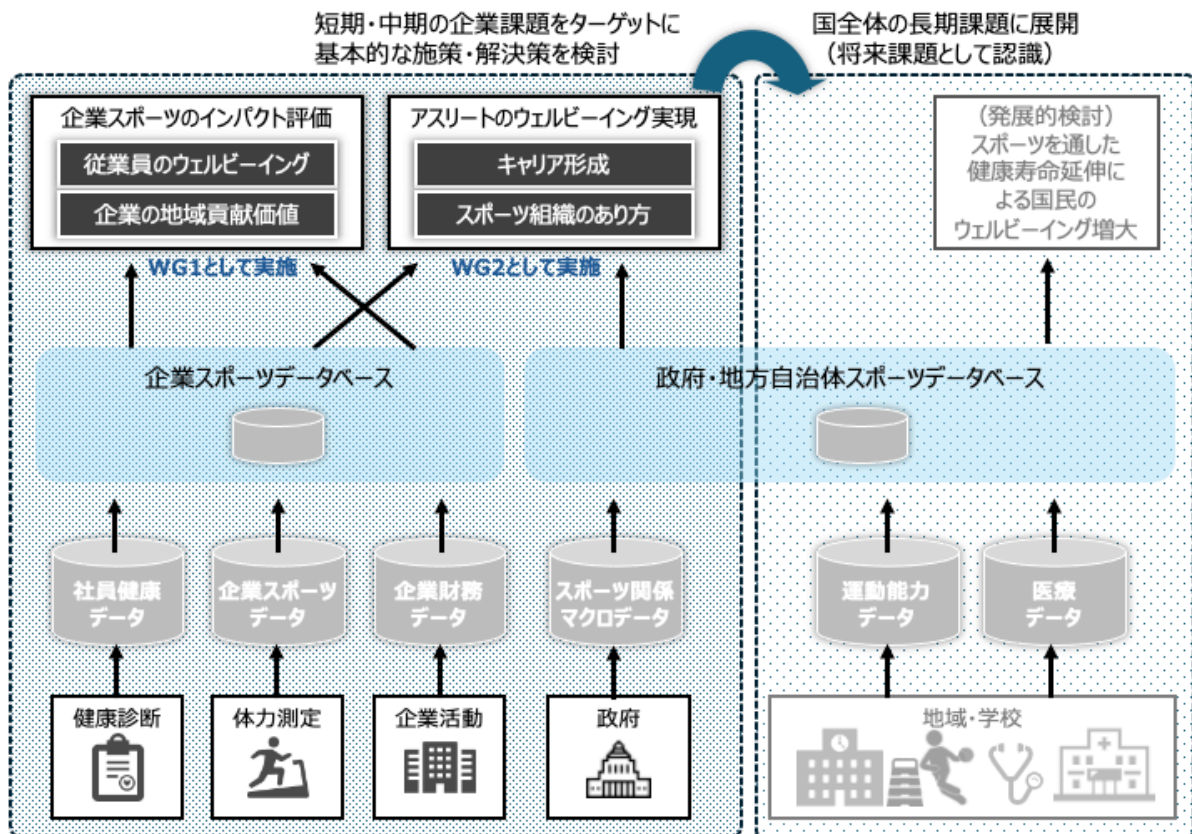 短期・中期の企業課題をターゲットに
基本的な施策・解決策を検討
国全体の長期課題に展開
（将来課題として認識）
企業スポーツのインパクト評価
従業員のウェルビーイング
企業の地域貢献価値
WG1として実施
アスリートのウェルビーイング実現
キャリア形成
スポーツ組織のあり方
WG2として実施
（発展的検討）
スポーツを通した
健康寿命延伸に
よる国民の
ウェルビーイング増大
企業スポーツデータベース
政府・地方自治体スポーツデータベース
社員健康
データ
企業スポーツ
データ
企業財務
データ
スポーツ関係
マクロデータ
運動能力
データ
医療
データ
健康診断
体力測定
企業活動
政府
地域・学校